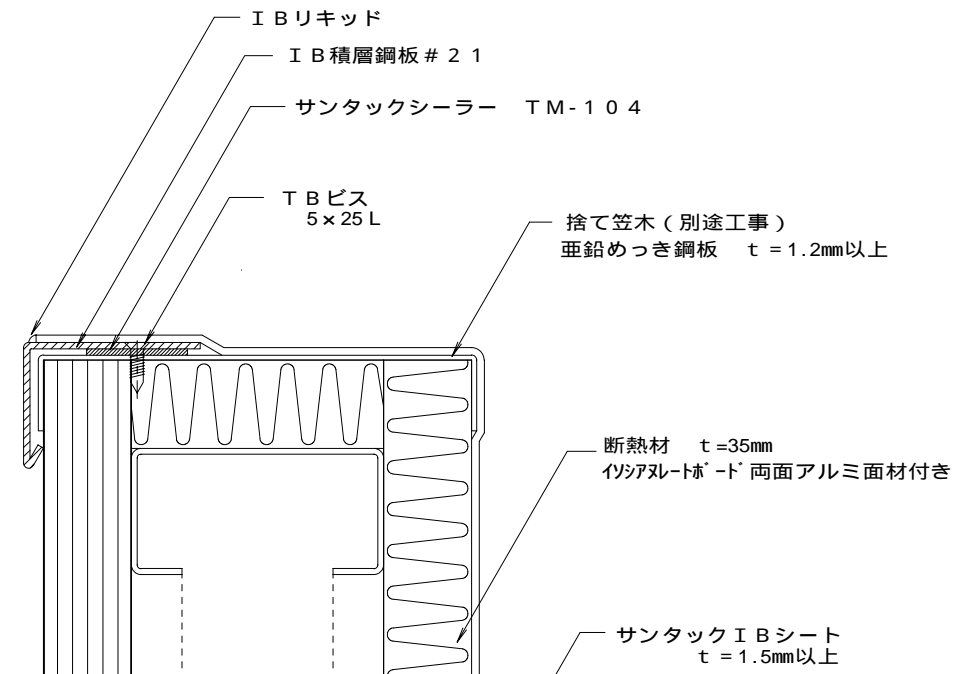 ＩＢリキッド
ＩＢ積層鋼板＃２１
サンタックシーラー　ＴＭ-１０４
ＴＢビス
5×25Ｌ
捨て笠木（別途工事）
亜鉛めっき鋼板　ｔ＝1.2㎜以上
断熱材　ｔ=35㎜
ｲｿｼｱﾇﾚｰﾄﾎﾞｰﾄﾞ両面アルミ面材付き
サンタックＩＢシート
ｔ＝1.5㎜以上